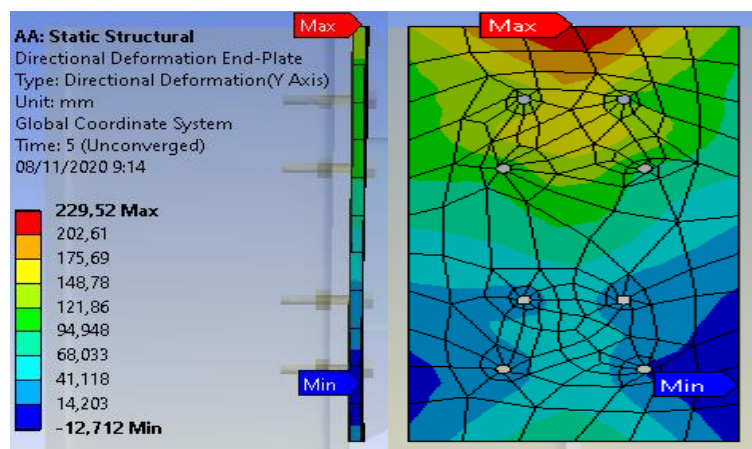 AA: Static Structural
Directional Deformation End-Plate
Type: Directional Deformation(Y Axis)
Unit: mm
Global Coordinate System
Time: 5 (Unconverged)
08/11/2020 9:14
229,52 Max
202,61
175,69
148,78
121,86
94,948
68,033
41,118
14,203
-12,712 Min
Max
Min
Max
Min